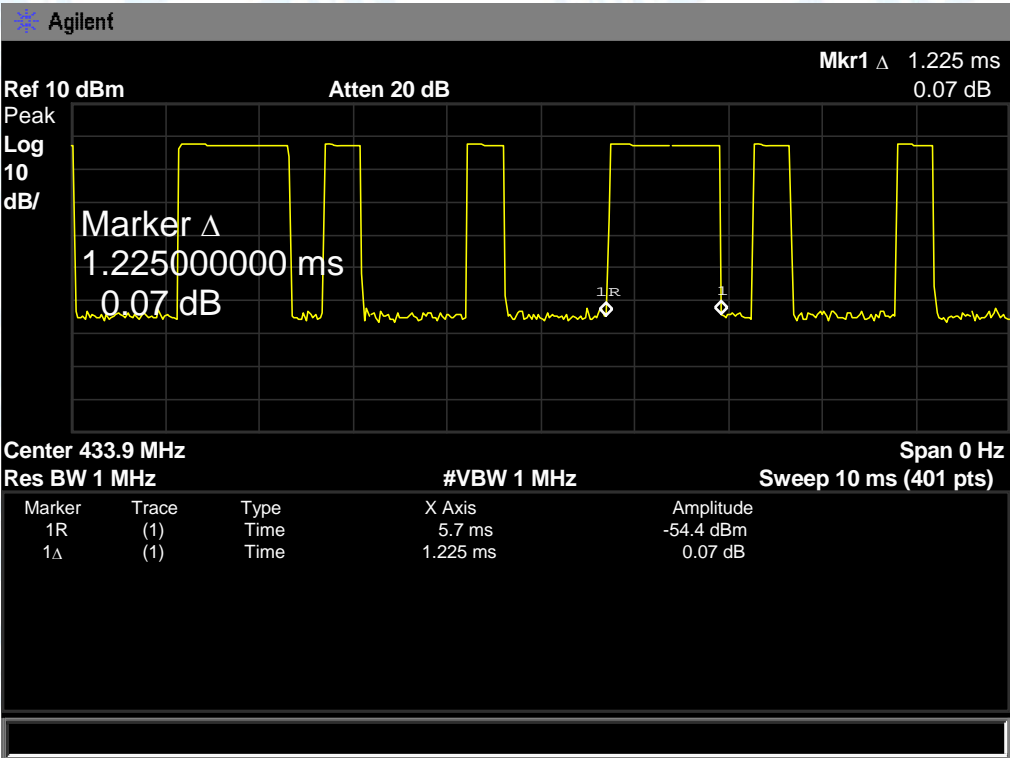 Agilent
Mkr1 Δ 1.225 ms
Ref 10 dBm Atten 20 dB 0.07 dB
Peak
Log
10
dB/
Marker Δ
1.225000000 ms
0.07 dB
1R 1
Center 433.9 MHz Span 0 Hz
Res BW 1 MHz #VBW 1 MHz Sweep 10 ms (401 pts)
Marker Trace Type X Axis Amplitude
1R (1) Time 5.7 ms -54.4 dBm
1Δ (1) Time 1.225 ms 0.07 dB